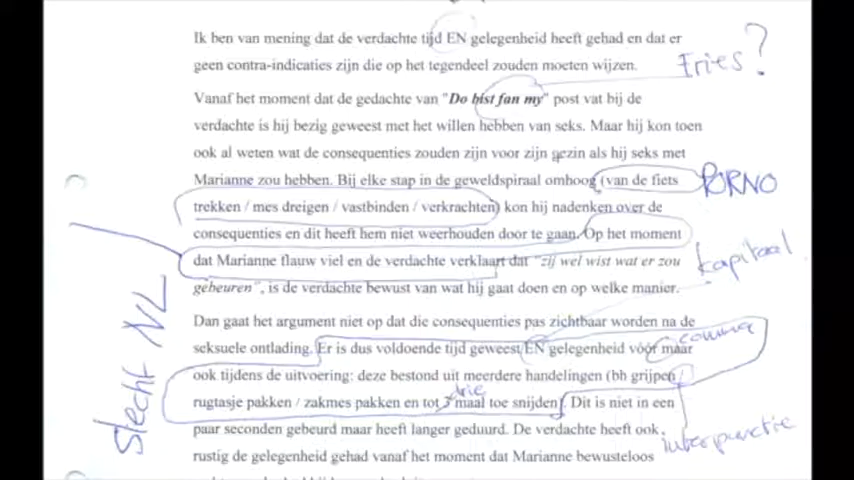 Ik ben van mening dat de verdachte tijd EN gelegenheid heeft gehad en dat er
geen contra-indicaties zijn die op het tegendeel zouden moeten wijzen.
Fries?
Vanaf het moment dat de gedachte van "Do bist fan my" post vat bij de
verdachte is hij bezig geweest met het willen hebben van seks. Maar hij kon toen
ook al weten wat de consequenties zouden zijn voor zijn gezin als hij seks met
Marianne zou hebben. Bij elke stap in de geweldspiraal omhoog (van de fiets
PORNO
trekken / mes dreigen / vastbinden / verkrachten) kon hij nadenken over de
consequenties en dit heeft hem niet weerhouden door te gaan. Op het moment
dat Marianne flauw viel en de verdachte verklaart dat "zij wel wist wat er zou
kapitaal
gebeuren", is de verdachte bewust van wat hij gaat doen en op welke manier.
Dan gaat het argument niet op dat die consequenties pas zichtbaar worden na de
seksuele ontlading. Er is dus voldoende tijd geweest EN gelegenheid vóór maar
comma
ook tijdens de uitvoering: deze bestond uit meerdere handelingen (bh grijpen /
drie
rugtasje pakken / zakmes pakken en tot 3 maal toe snijden). Dit is niet in een
paar seconden gebeurd maar heeft langer geduurd. De verdachte heeft ook
interpunctie
rustig de gelegenheid gehad vanaf het moment dat Marianne bewusteloos
slecht NL